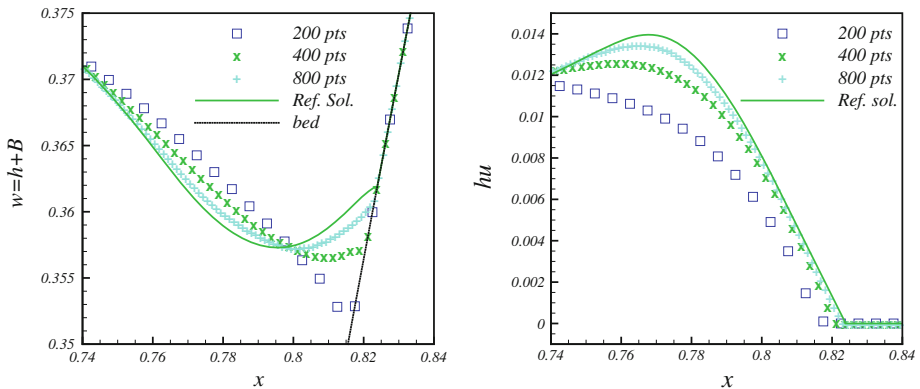 0.375
0.37
0.365
0.36
0.355
0.35
w=h+B
0.74
0.76
0.78
0.8
0.82
0.84
x
200 pts
400 pts
800 pts
Ref. Sol.
bed
0.014
0.012
0.01
0.008
0.006
0.004
0.002
0
hu
0.74
0.76
0.78
0.8
0.82
0.84
x
200 pts
400 pts
800 pts
Ref. sol.